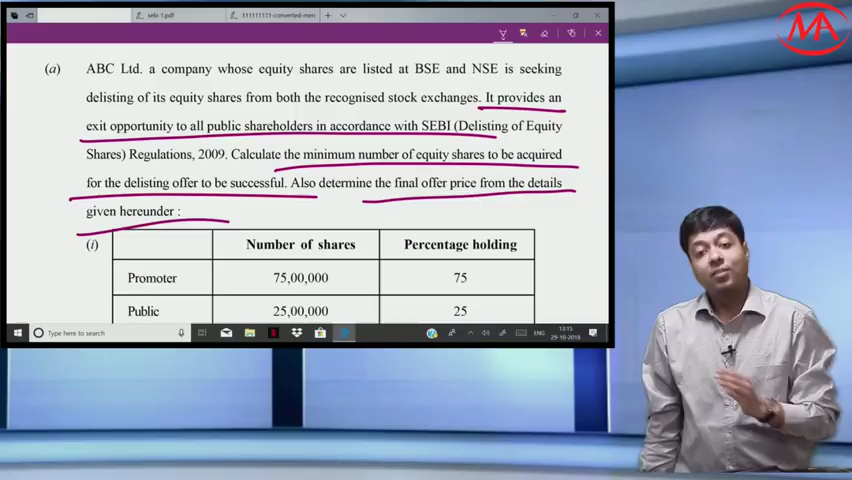 sebi 1.pdf
111111111-converted-mer
MA
(a) ABC Ltd. a company whose equity shares are listed at BSE and NSE is seeking
delisting of its equity shares from both the recognised stock exchanges. It provides an
exit opportunity to all public shareholders in accordance with SEBI (Delisting of Equity
Shares) Regulations, 2009. Calculate the minimum number of equity shares to be acquired
for the delisting offer to be successful. Also determine the final offer price from the details
given hereunder :
(i) Number of shares Percentage holding
Promoter 75,00,000 75
Public 25,00,000 25
Type here to search
ENG
13:15
29-10-2018